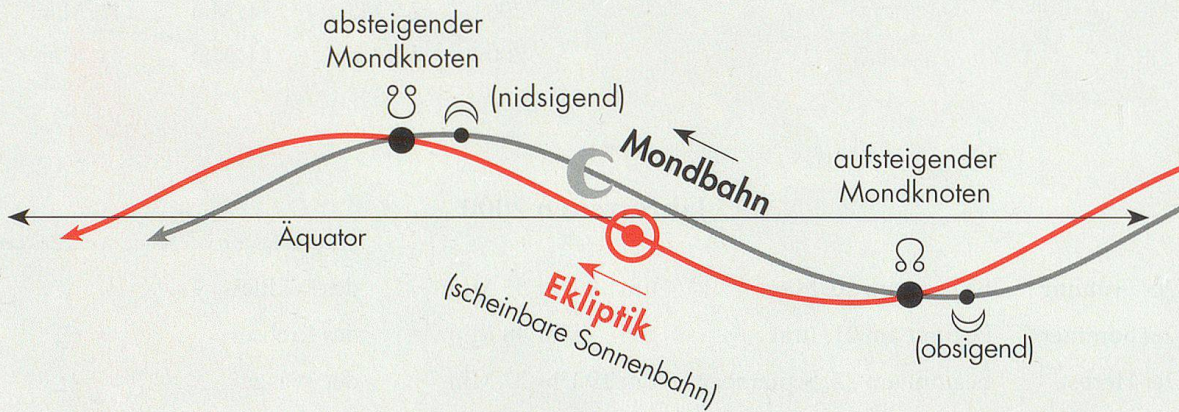 absteigender
Mondknoten
(nidsigend)
Mondbahn
aufsteigender
Mondknoten
Äquator
Ekliptik
(scheinbare Sonnenbahn)
(obsigend)